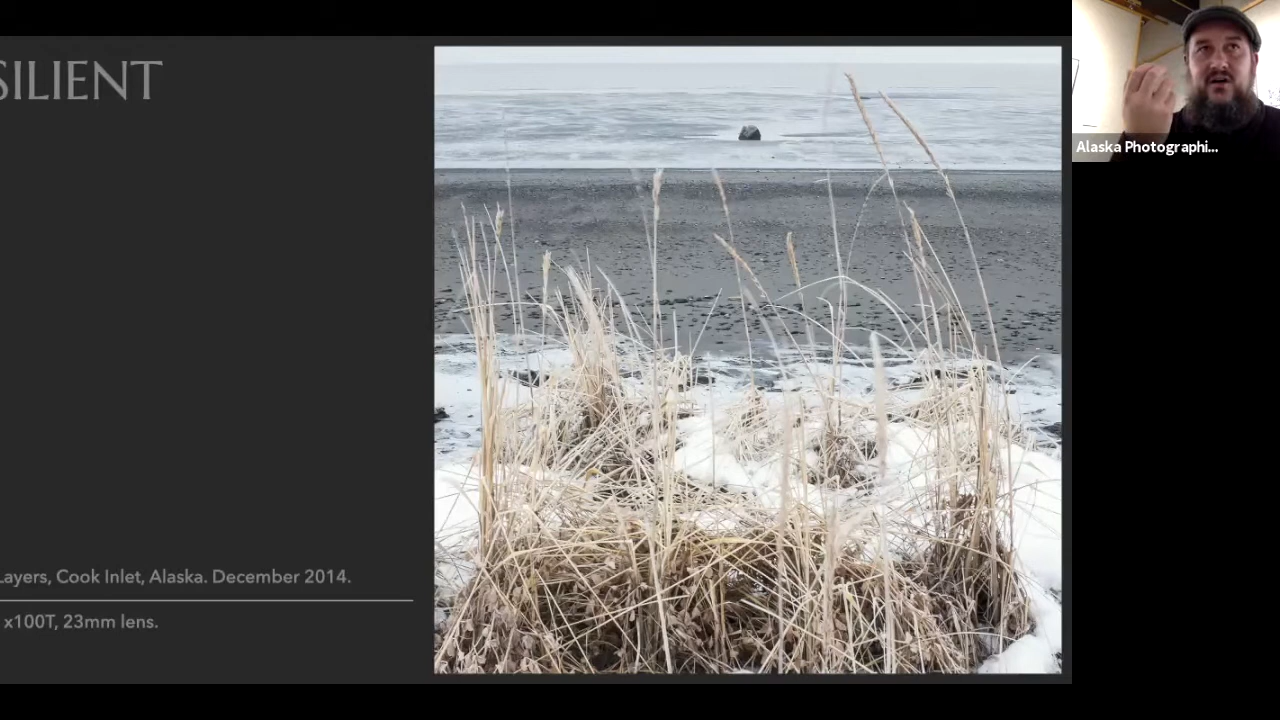 SILIENT
Alaska Photographi...
Layers, Cook Inlet, Alaska. December 2014.
x100T, 23mm lens.